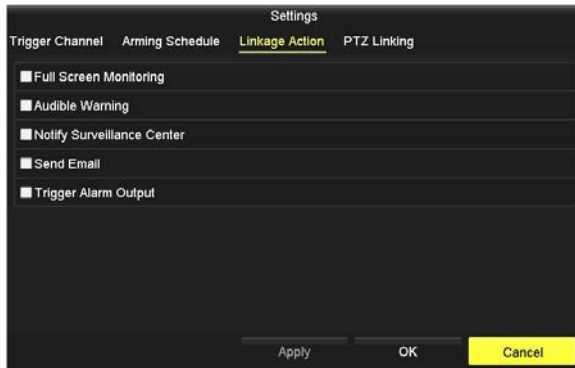 Settings
Trigger Channel Arming Schedule Linkage Action PTZ Linking
Full Screen Monitoring
Audible Warning
Notify Surveillance Center
Send Email
Trigger Alarm Output
Apply OK Cancel